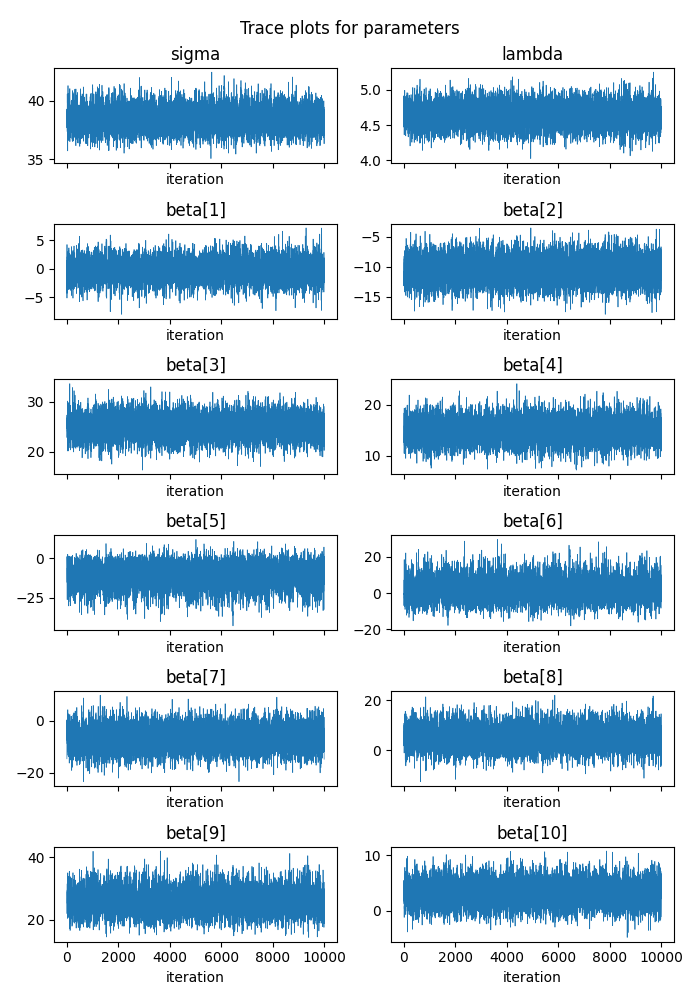 Trace plots for parameters
sigma
40
35
iteration
lambda
5.0
4.5
4.0
iteration
beta[1]
5
0
−5
iteration
beta[2]
−5
−10
−15
iteration
beta[3]
30
20
iteration
beta[4]
20
10
iteration
beta[5]
0
−25
iteration
beta[6]
20
0
−20
iteration
beta[7]
0
−20
iteration
beta[8]
20
0
iteration
beta[9]
40
20
0 2000 4000 6000 8000 10000
iteration
beta[10]
10
0
0 2000 4000 6000 8000 10000
iteration